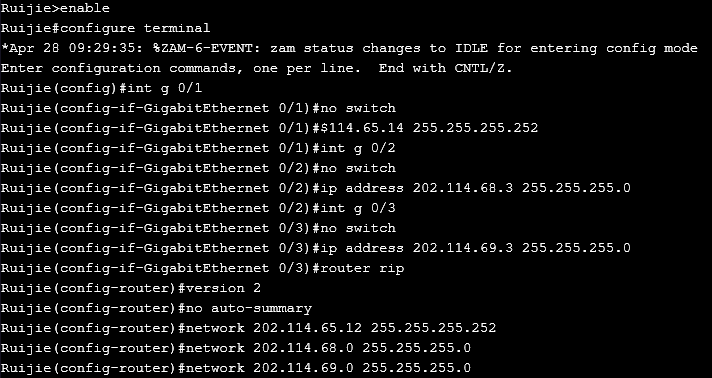 Ruijie>enable
Ruijie#configure terminal
*Apr 28 09:29:35: %ZAM-6-EVENT: zam status changes to IDLE for entering config mode
Enter configuration commands, one per line.  End with CNTL/Z.
Ruijie(config)#int g 0/1
Ruijie(config-if-GigabitEthernet 0/1)#no switch
Ruijie(config-if-GigabitEthernet 0/1)#$114.65.14 255.255.255.252
Ruijie(config-if-GigabitEthernet 0/1)#int g 0/2
Ruijie(config-if-GigabitEthernet 0/2)#no switch
Ruijie(config-if-GigabitEthernet 0/2)#ip address 202.114.68.3 255.255.255.0
Ruijie(config-if-GigabitEthernet 0/2)#int g 0/3
Ruijie(config-if-GigabitEthernet 0/3)#no switch
Ruijie(config-if-GigabitEthernet 0/3)#ip address 202.114.69.3 255.255.255.0
Ruijie(config-if-GigabitEthernet 0/3)#router rip
Ruijie(config-router)#version 2
Ruijie(config-router)#no auto-summary
Ruijie(config-router)#network 202.114.65.12 255.255.255.252
Ruijie(config-router)#network 202.114.68.0 255.255.255.0
Ruijie(config-router)#network 202.114.69.0 255.255.255.0